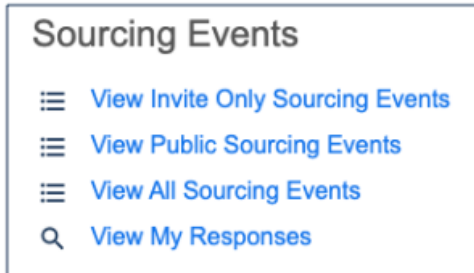 Sourcing Events
View Invite Only Sourcing Events
View Public Sourcing Events
View All Sourcing Events
View My Responses